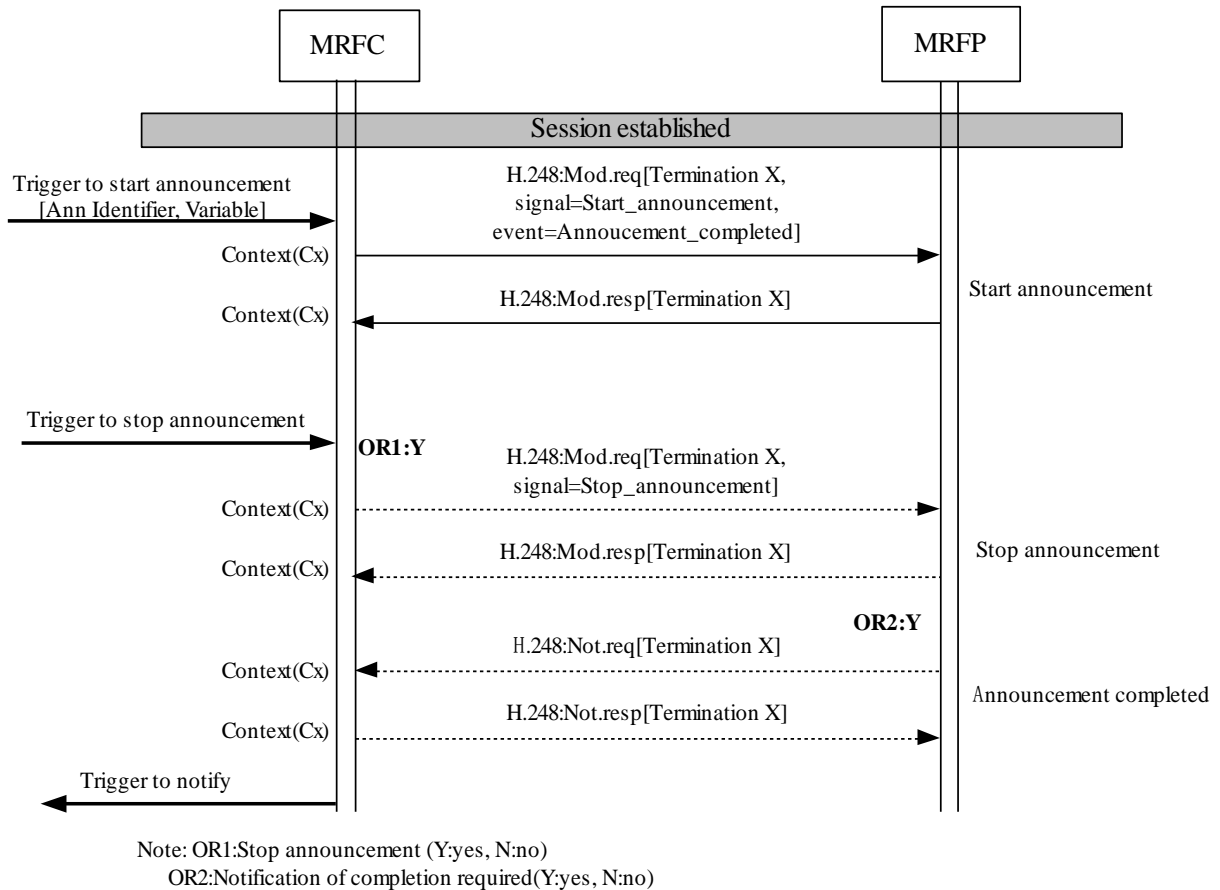 MRFC
MRFP
Session established
Trigger to start announcement
[Ann Identifier, Variable]
H.248:Mod.req[Termination X,
signal=Start_announcement,
event=Annoucement_completed]
Context(Cx)
Start announcement
H.248:Mod.resp[Termination X]
Context(Cx)
Trigger to stop announcement
OR1:Y
H.248:Mod.req[Termination X,
signal=Stop_announcement]
Context(Cx)
H.248:Mod.resp[Termination X]
Stop announcement
Context(Cx)
OR2:Y
H.248:Not.req[Termination X]
Context(Cx)
Announcement completed
H.248:Not.resp[Termination X]
Context(Cx)
Trigger to notify
Note: OR1:Stop announcement (Y:yes, N:no)
OR2:Notification of completion required(Y:yes, N:no)